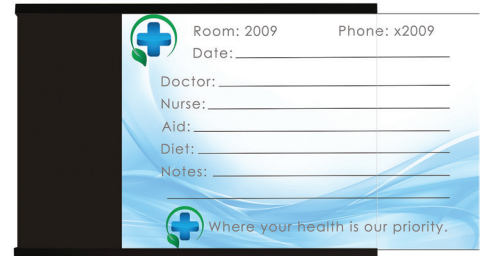 Room: 2009 Phone: x2009
Date:
Doctor:
Nurse:
Aid:
Diet:
Notes:
Where your health is our priority.